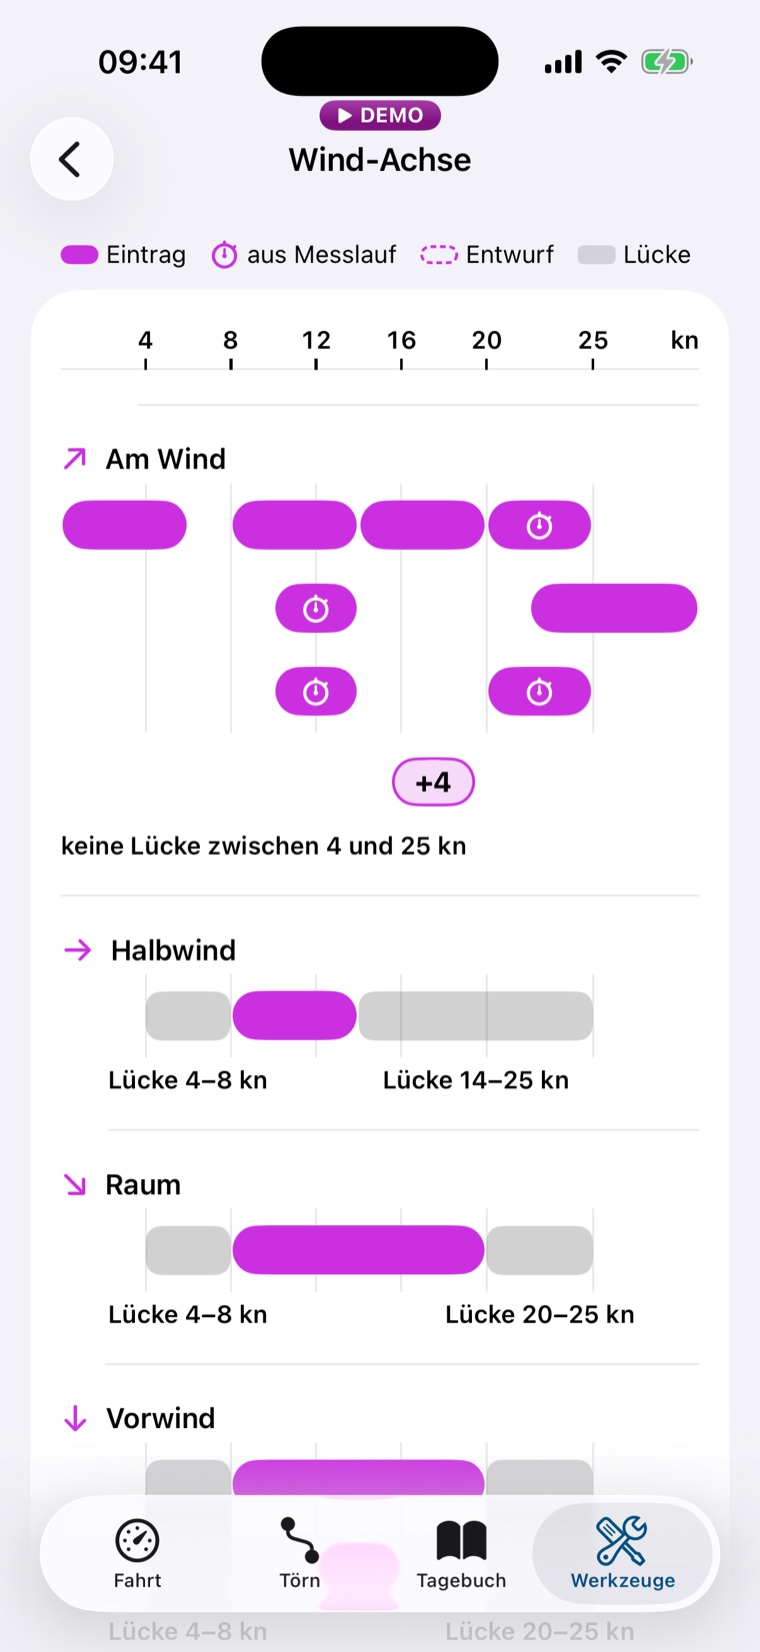 09:41
DEMO
Wind-Achse
Eintrag aus Messlauf Entwurf Lücke
4 8 12 16 20 25 kn
Am Wind
+4
keine Lücke zwischen 4 und 25 kn
Halbwind
Lücke 4–8 kn Lücke 14–25 kn
Raum
Lücke 4–8 kn Lücke 20–25 kn
Vorwind
Fahrt Törn Tagebuch Werkzeuge
Lücke 4–8 kn Lücke 20–25 kn